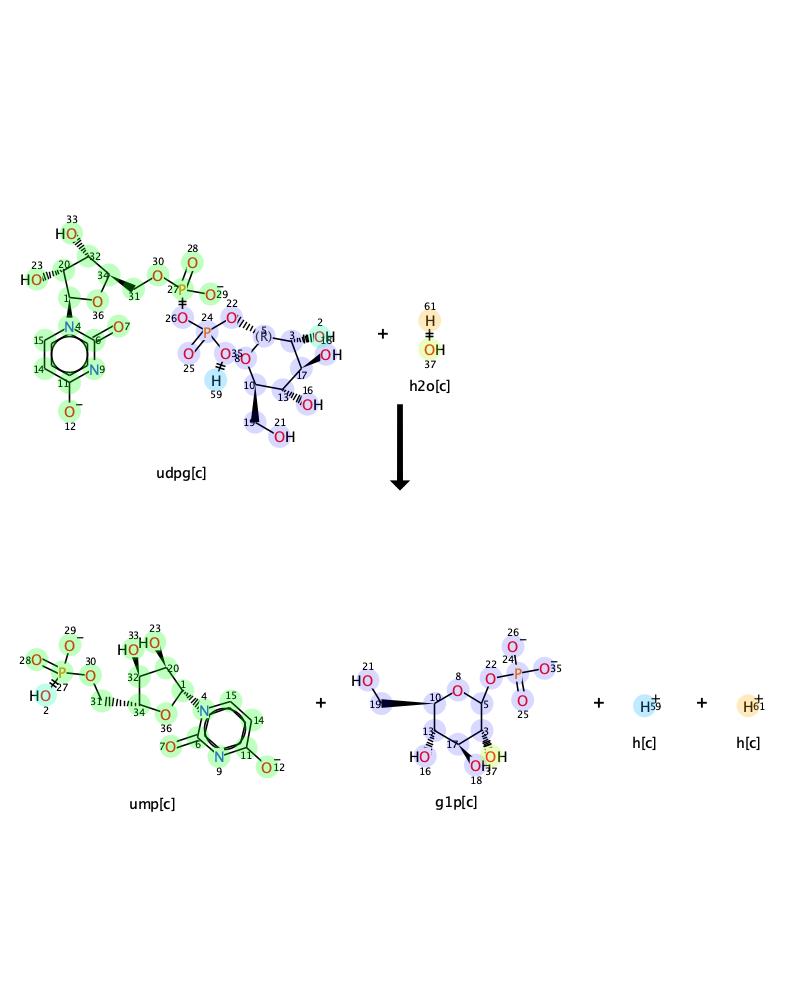 33
HO
28
23
20
32
30
O
HO
34
27 P
O⁻ 29
1
O
31
36
26 O
22
O
24
P
5
(R)
3
2
OH
61
H
+
N 4
O 7
15
6
25
O
O 35
8
O
18
OH
OH
37
14
N 9
H
59
10
17
h2o[c]
11
13
16
OH
O⁻
12
19
21
OH
udpg[c]
29
O⁻
33
23
HO
HO
26
O⁻
28 O
P
30
O
20
32
21
HO
8
O
22
O
24
P
O⁻ 35
27
HO
2
31
1
34
4
N
15
10
19
5
O
25
O
36
14
+
13
3
+
H⁺ 59
+
H⁺ 61
7 O
6
11
HO
16
17
OH
18
OH
37
h[c]
h[c]
N
9
O⁻ 12
ump[c]
g1p[c]